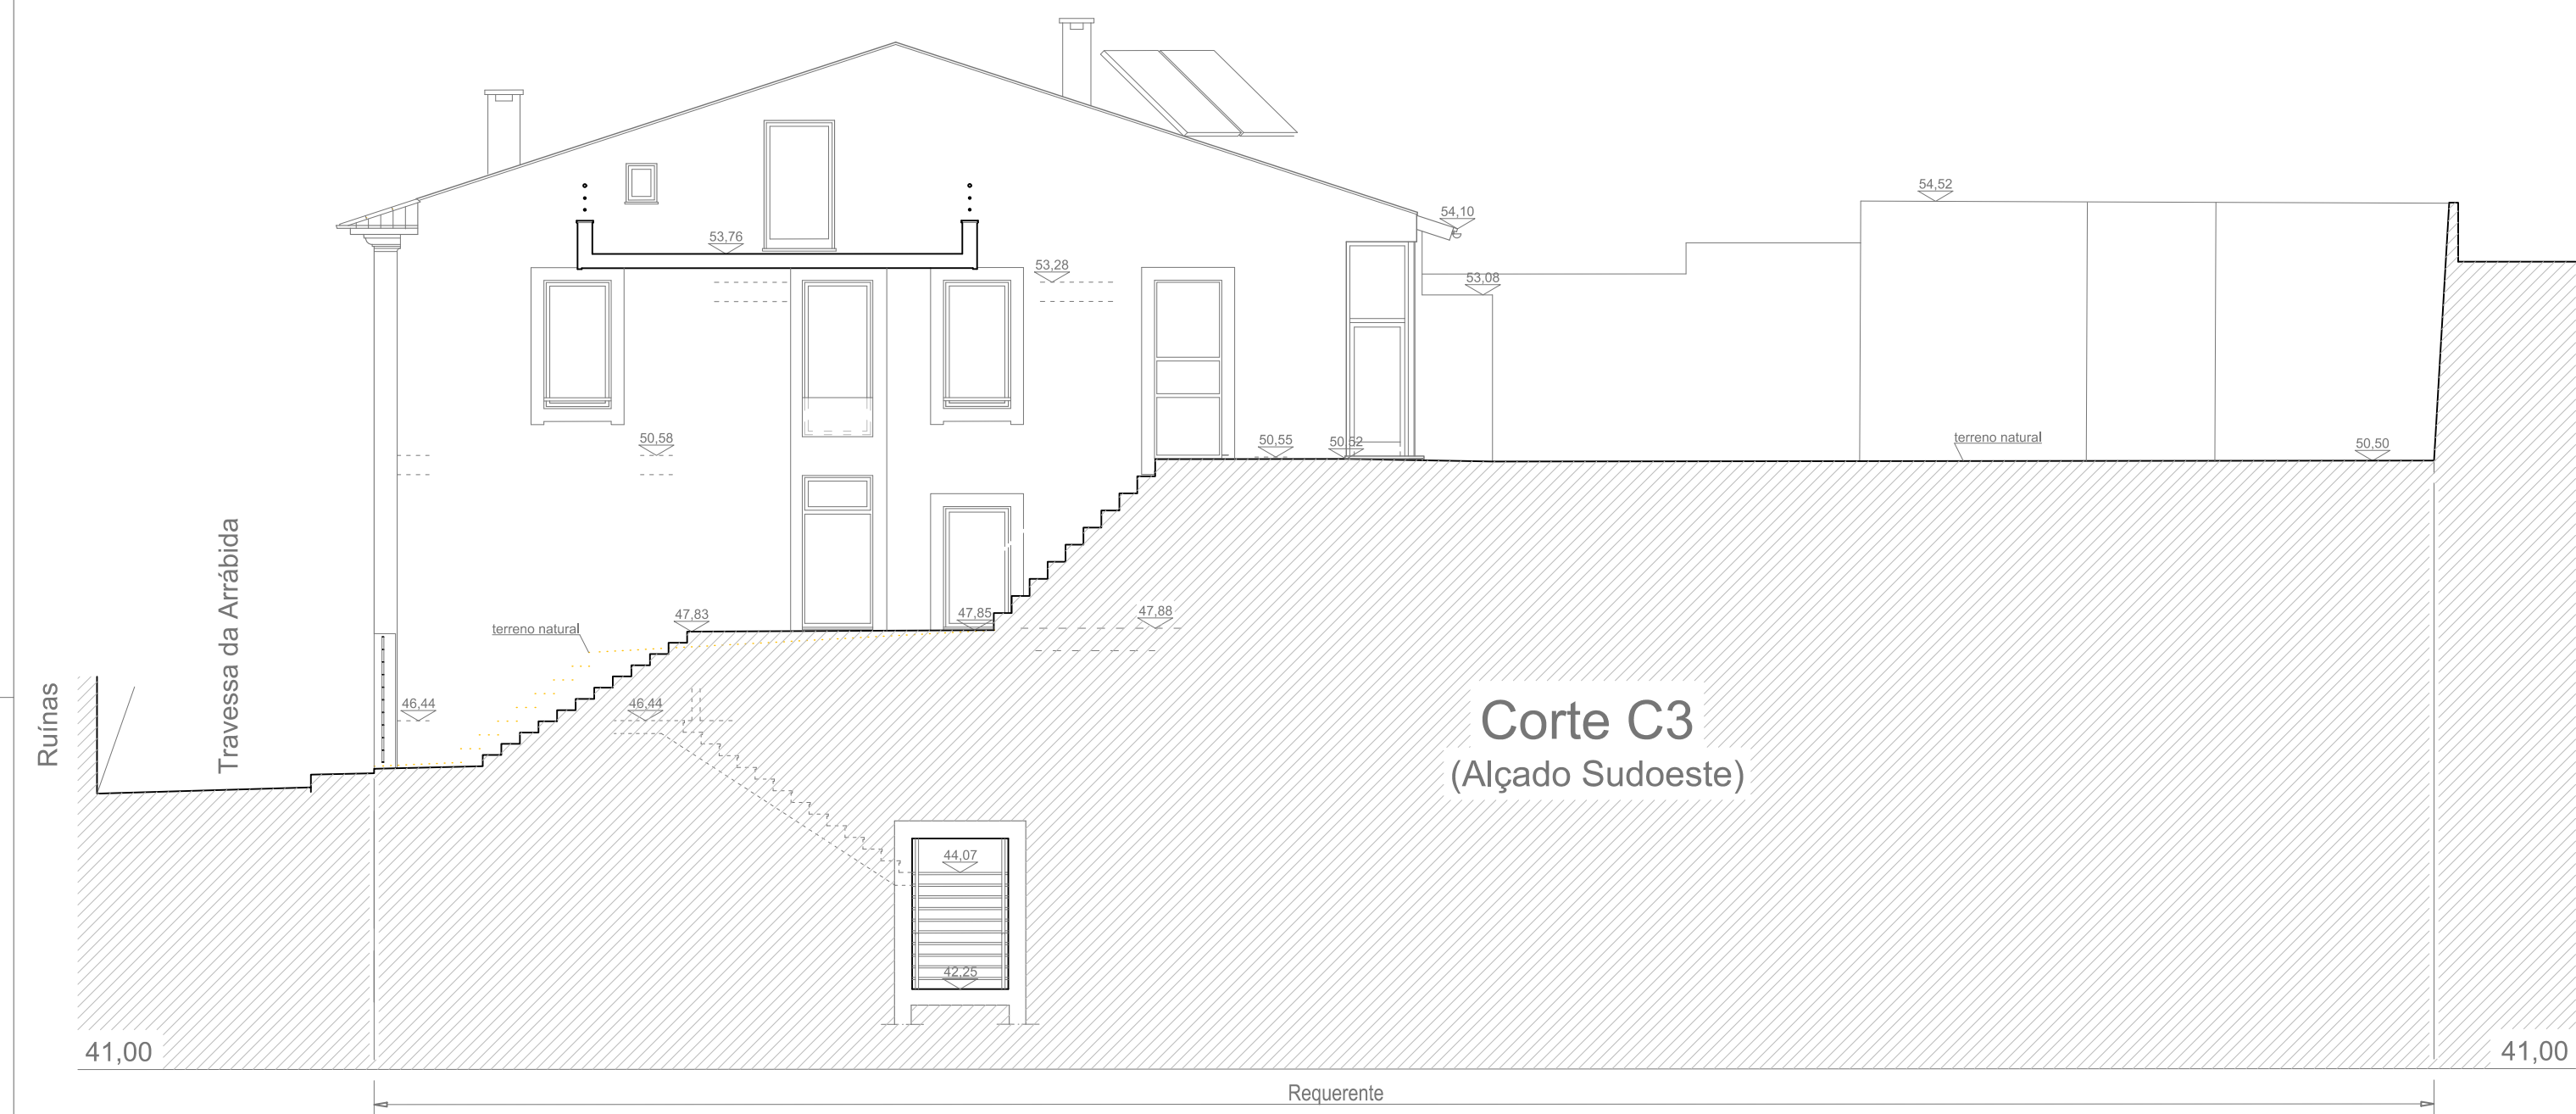 54,52
54,10
53,76
53,28
53,08
50,58
50,55
50,52
terreno natural
50,50
47,83
47,85
47,88
terreno natural
Travessa da Arrábida
Ruínas
46,44
46,44
Corte C3
(Alçado Sudoeste)
44,07
42,25
41,00
41,00
Requerente